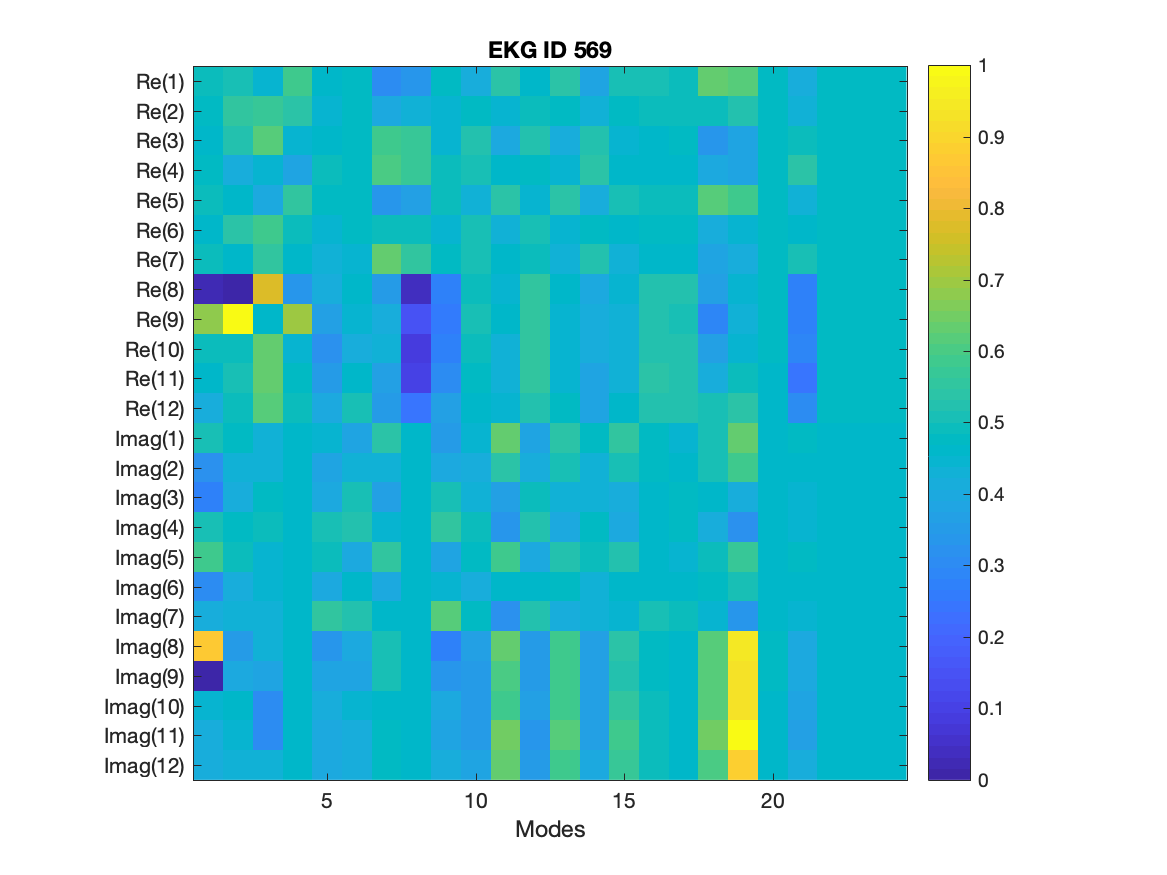 EKG ID 569
Re(1)
Re(2)
Re(3)
Re(4)
Re(5)
Re(6)
Re(7)
Re(8)
Re(9)
Re(10)
Re(11)
Re(12)
Imag(1)
Imag(2)
Imag(3)
Imag(4)
Imag(5)
Imag(6)
Imag(7)
Imag(8)
Imag(9)
Imag(10)
Imag(11)
Imag(12)
5 10 15 20
Modes
1
0.9
0.8
0.7
0.6
0.5
0.4
0.3
0.2
0.1
0